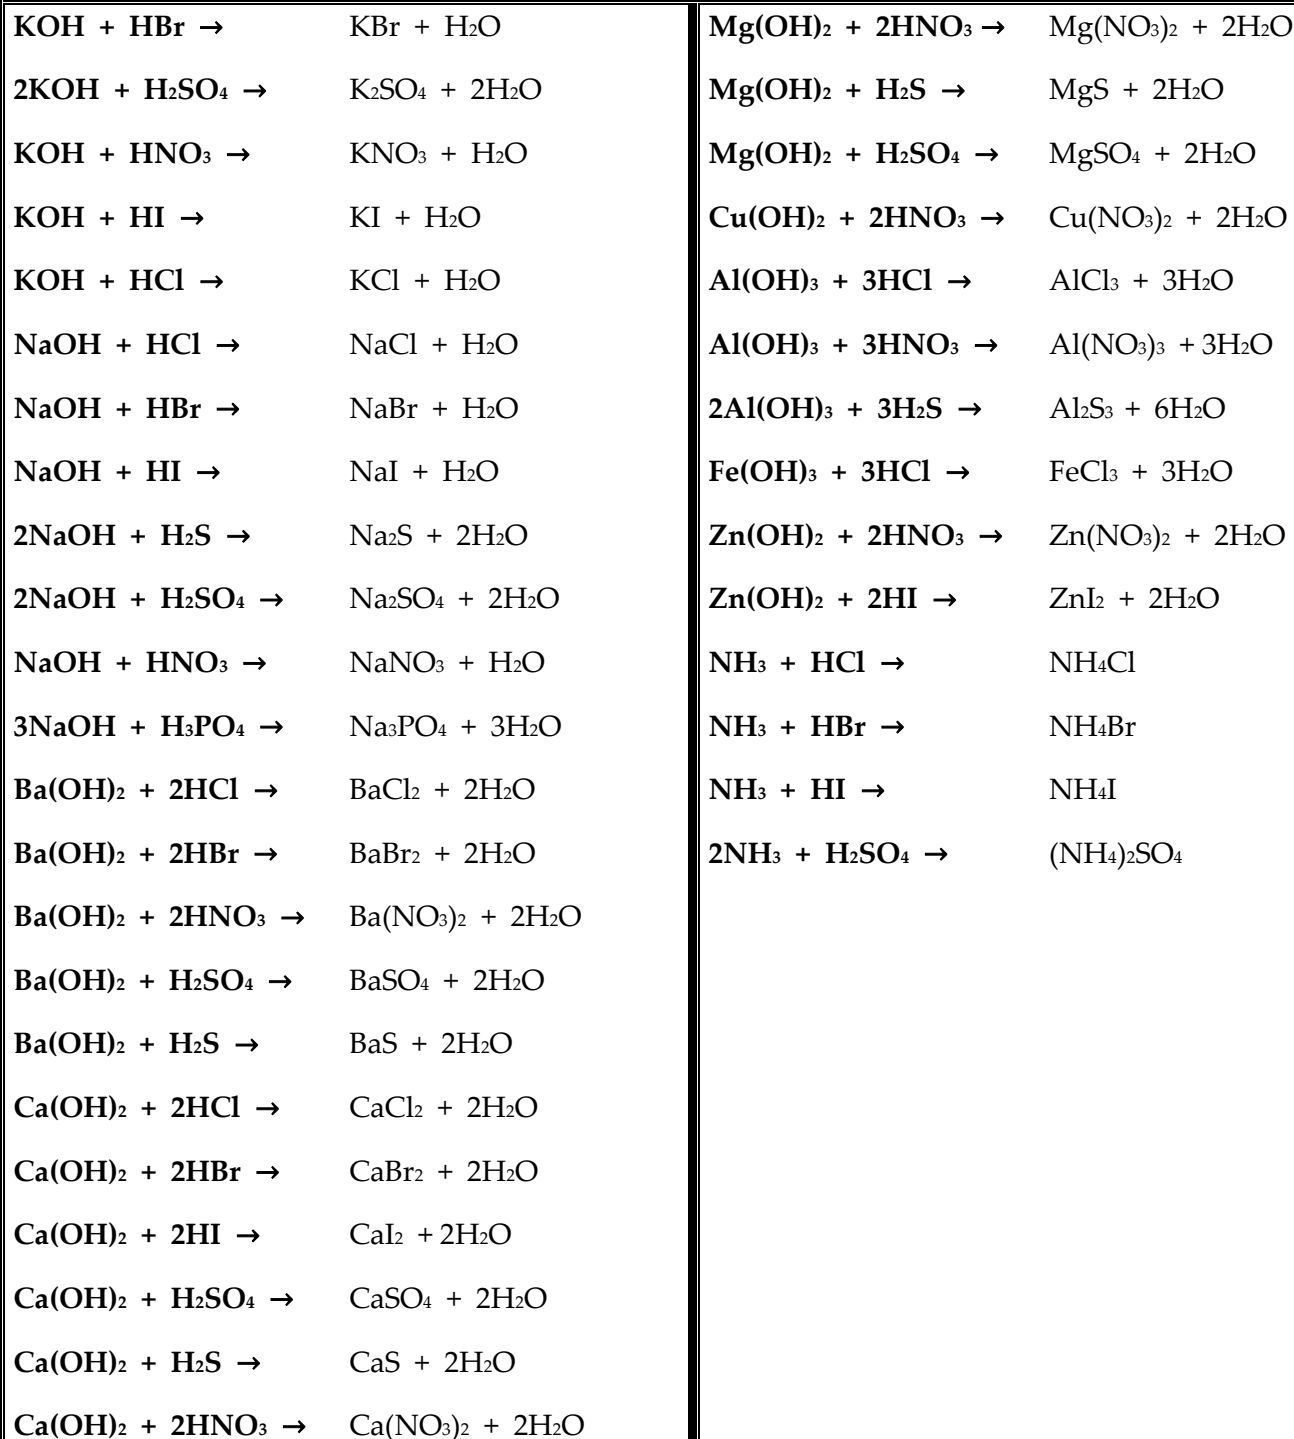 KOH + HBr → KBr + H₂O
2KOH + H₂SO₄ → K₂SO₄ + 2H₂O
KOH + HNO₃ → KNO₃ + H₂O
KOH + HI → KI + H₂O
KOH + HCl → KCl + H₂O
NaOH + HCl → NaCl + H₂O
NaOH + HBr → NaBr + H₂O
NaOH + HI → NaI + H₂O
2NaOH + H₂S → Na₂S + 2H₂O
2NaOH + H₂SO₄ → Na₂SO₄ + 2H₂O
NaOH + HNO₃ → NaNO₃ + H₂O
3NaOH + H₃PO₄ → Na₃PO₄ + 3H₂O
Ba(OH)₂ + 2HCl → BaCl₂ + 2H₂O
Ba(OH)₂ + 2HBr → BaBr₂ + 2H₂O
Ba(OH)₂ + 2HNO₃ → Ba(NO₃)₂ + 2H₂O
Ba(OH)₂ + H₂SO₄ → BaSO₄ + 2H₂O
Ba(OH)₂ + H₂S → BaS + 2H₂O
Ca(OH)₂ + 2HCl → CaCl₂ + 2H₂O
Ca(OH)₂ + 2HBr → CaBr₂ + 2H₂O
Ca(OH)₂ + 2HI → CaI₂ + 2H₂O
Ca(OH)₂ + H₂SO₄ → CaSO₄ + 2H₂O
Ca(OH)₂ + H₂S → CaS + 2H₂O
Ca(OH)₂ + 2HNO₃ → Ca(NO₃)₂ + 2H₂O
Mg(OH)₂ + 2HNO₃ → Mg(NO₃)₂ + 2H₂O
Mg(OH)₂ + H₂S → MgS + 2H₂O
Mg(OH)₂ + H₂SO₄ → MgSO₄ + 2H₂O
Cu(OH)₂ + 2HNO₃ → Cu(NO₃)₂ + 2H₂O
Al(OH)₃ + 3HCl → AlCl₃ + 3H₂O
Al(OH)₃ + 3HNO₃ → Al(NO₃)₃ + 3H₂O
2Al(OH)₃ + 3H₂S → Al₂S₃ + 6H₂O
Fe(OH)₃ + 3HCl → FeCl₃ + 3H₂O
Zn(OH)₂ + 2HNO₃ → Zn(NO₃)₂ + 2H₂O
Zn(OH)₂ + 2HI → ZnI₂ + 2H₂O
NH₃ + HCl → NH₄Cl
NH₃ + HBr → NH₄Br
NH₃ + HI → NH₄I
2NH₃ + H₂SO₄ → (NH₄)₂SO₄